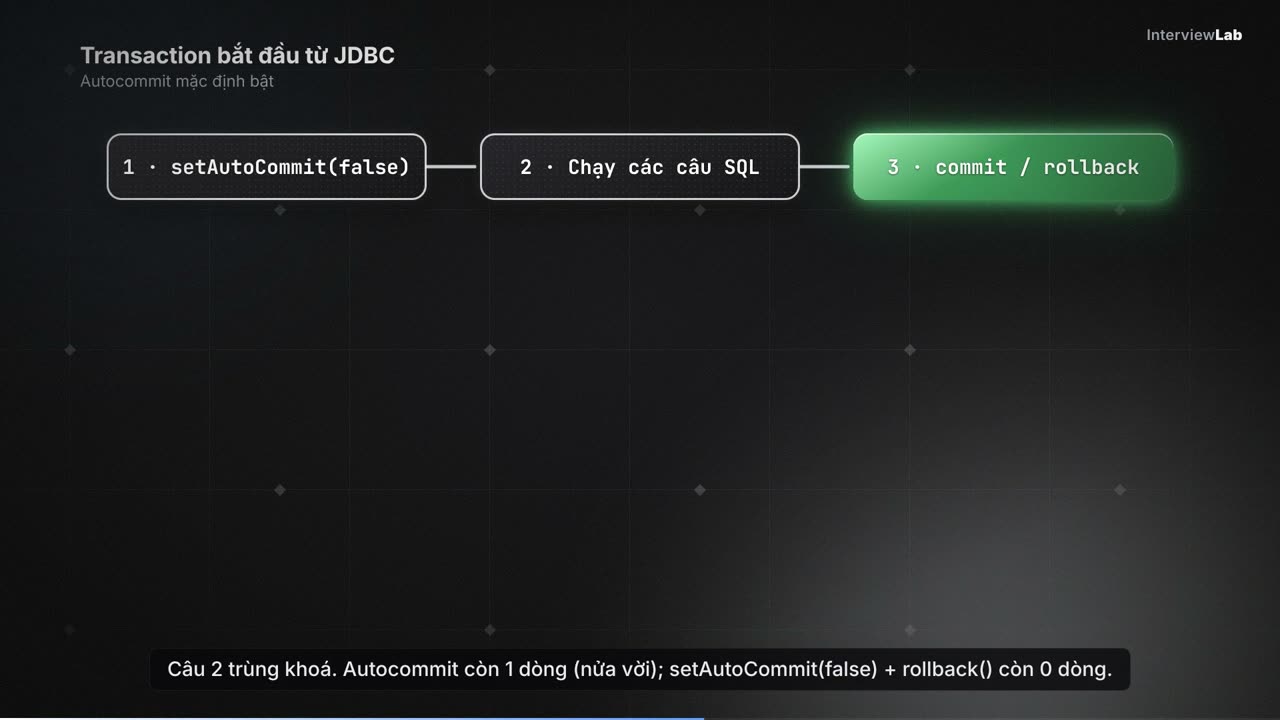 Transaction bắt đầu từ JDBC
InterviewLab
Autocommit mặc định bật
1 · setAutoCommit(false)
2 · Chạy các câu SQL
3 · commit / rollback
Câu 2 trùng khoá. Autocommit còn 1 dòng (nửa vời); setAutoCommit(false) + rollback() còn 0 dòng.